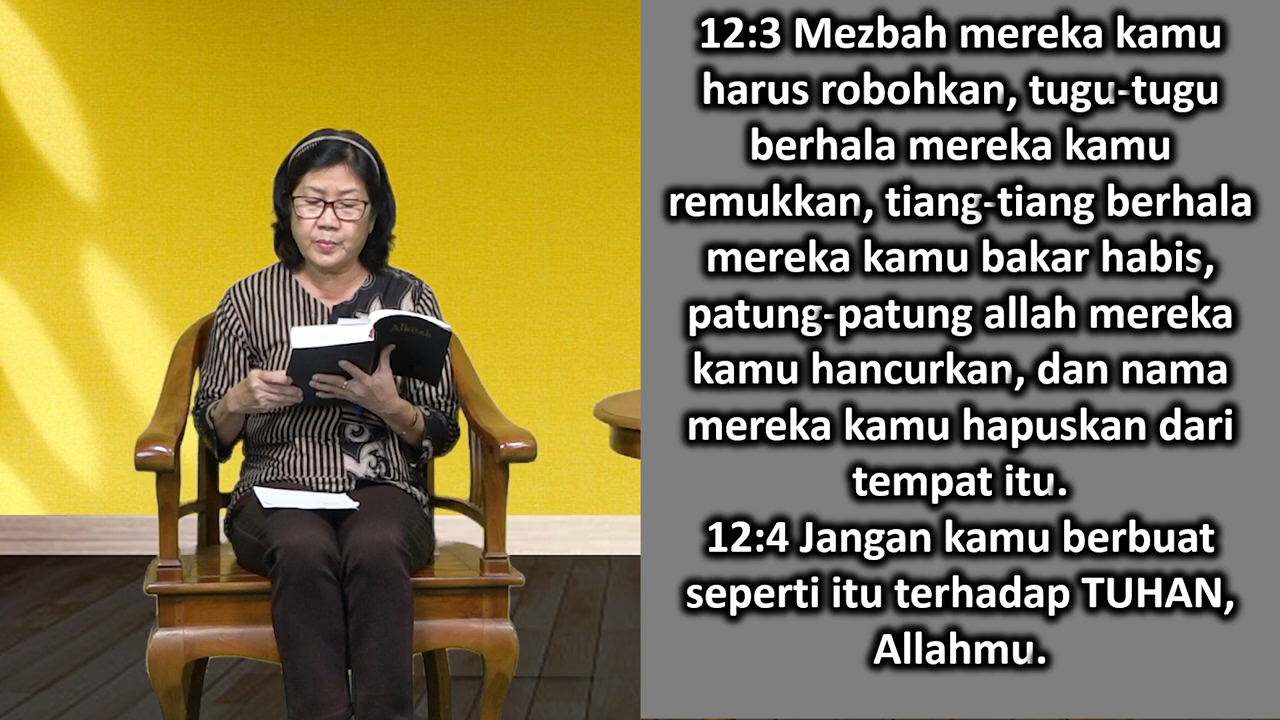 12:3 Mezbah mereka kamu
harus robohkan, tugu-tugu
berhala mereka kamu
remukkan, tiang-tiang berhala
mereka kamu bakar habis,
patung-patung allah mereka
kamu hancurkan, dan nama
mereka kamu hapuskan dari
tempat itu.
12:4 Jangan kamu berbuat
seperti itu terhadap TUHAN,
Allahmu.
Alkitab